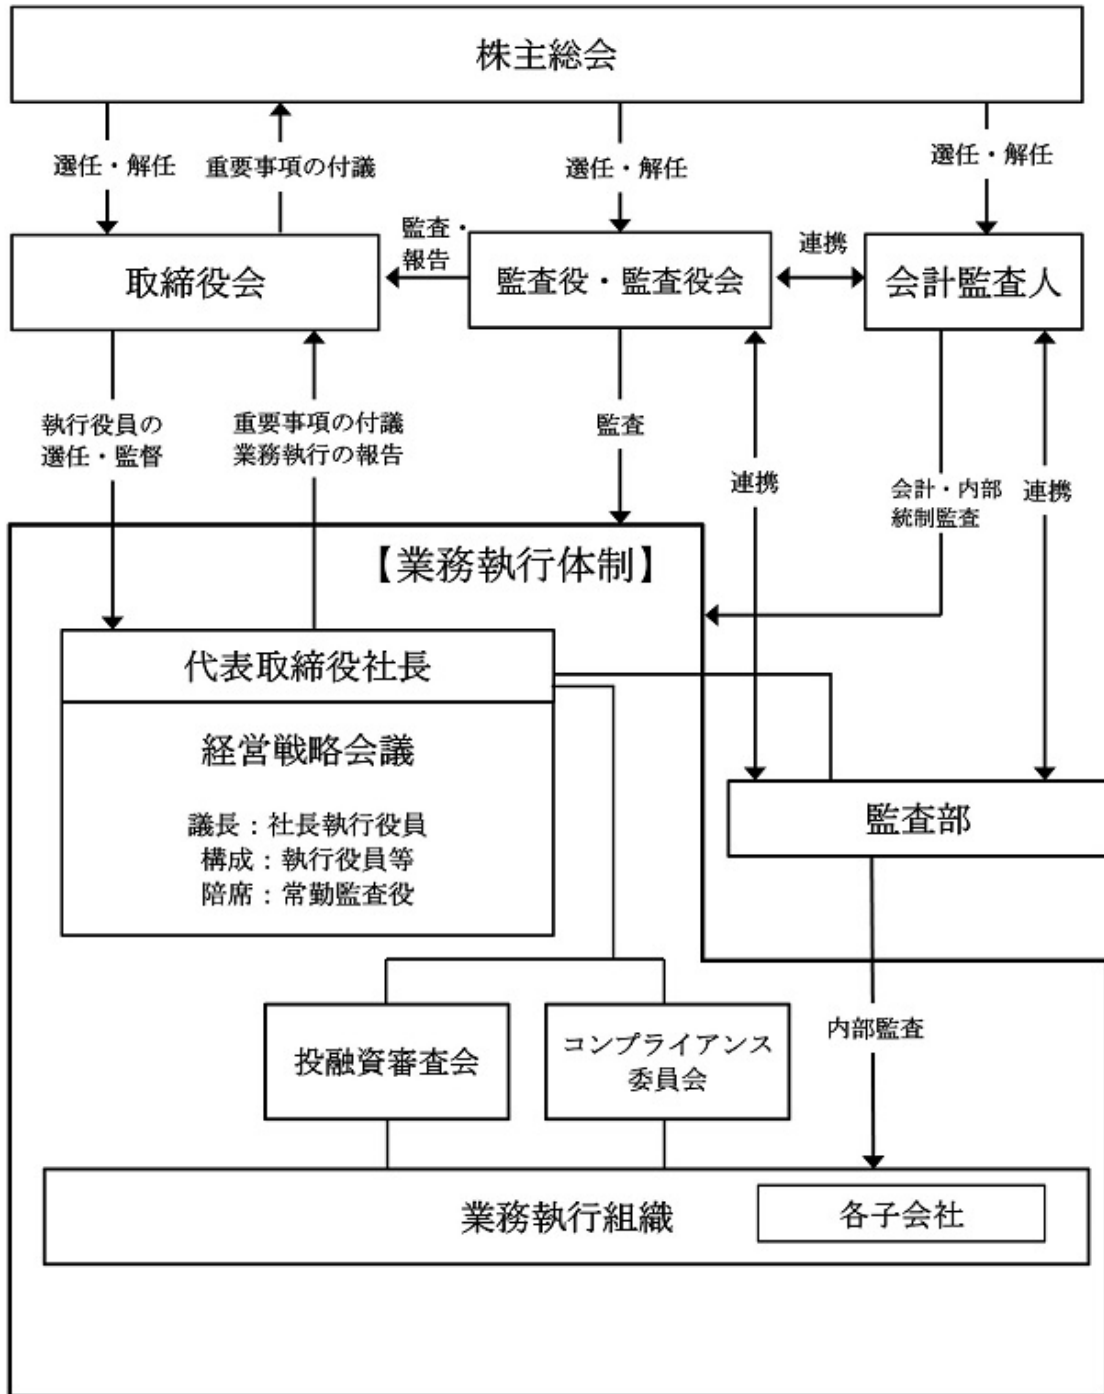 株主総会
選任・解任
重要事項の付議
選任・解任
選任・解任
取締役会
監査・
報告
監査役・監査役会
連携
会計監査人
執行役員の
選任・監督
重要事項の付議
業務執行の報告
監査
連携
会計・内部
統制監査
連携
【業務執行体制】
代表取締役社長
経営戦略会議
議長：社長執行役員
構成：執行役員等
陪席：常勤監査役
監査部
内部監査
投融資審査会
コンプライアンス
委員会
業務執行組織
各子会社